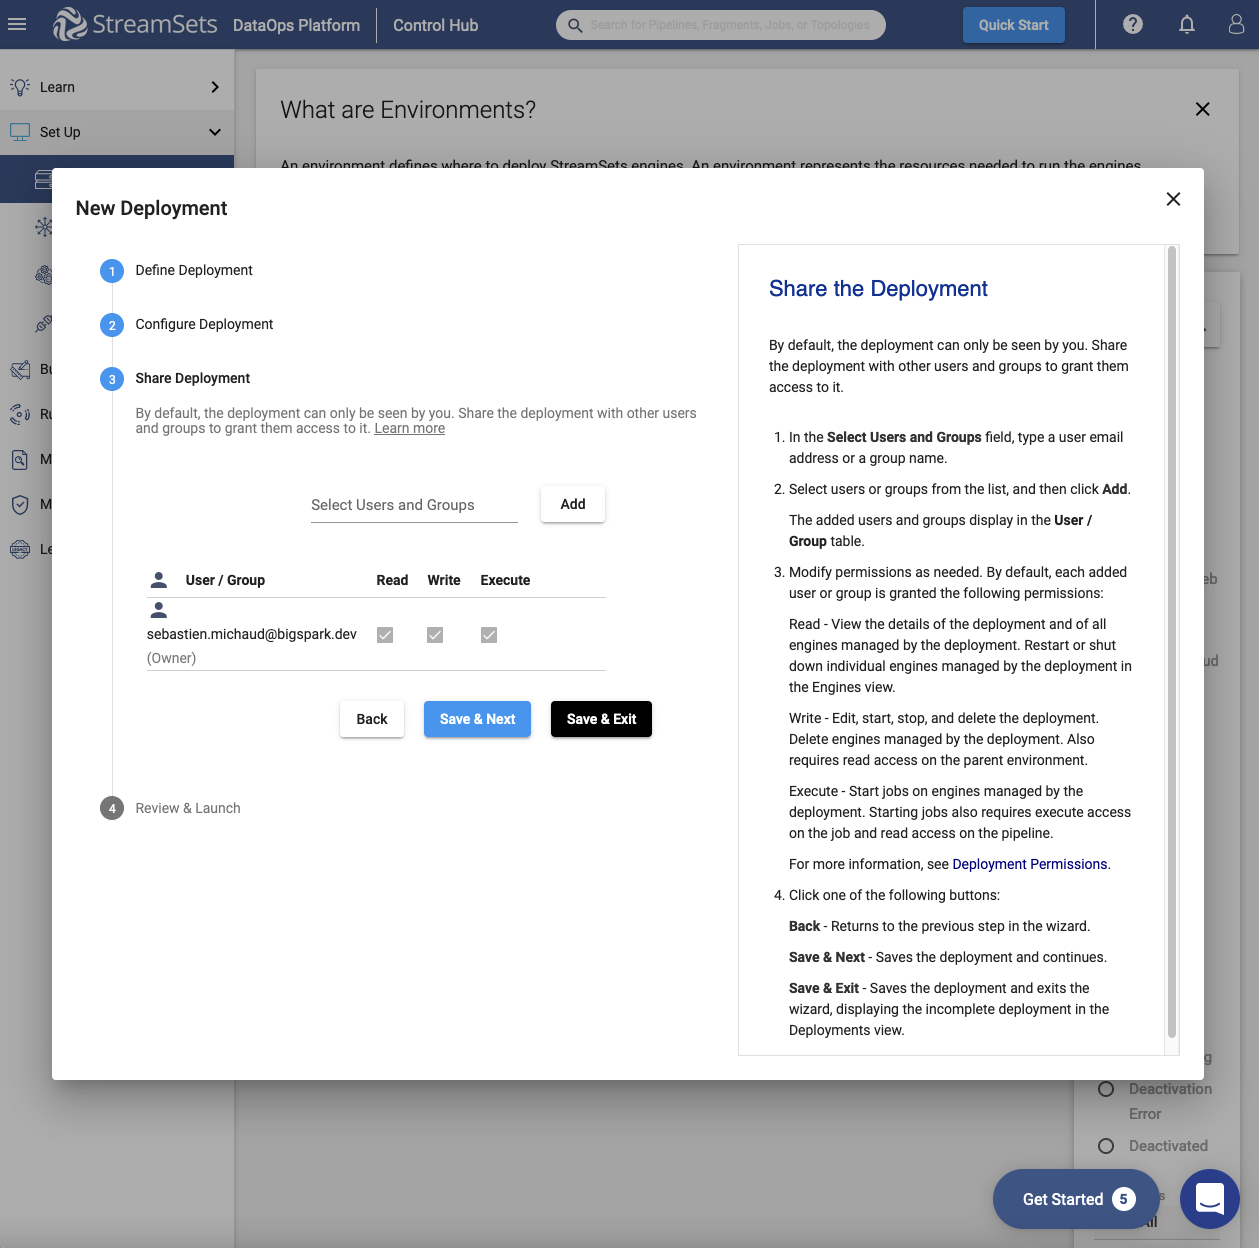 StreamSets DataOps Platform Control Hub
Search for Pipelines, Fragments, Jobs, or Topologies
Quick Start
Learn
Set Up
What are Environments?
An environment defines where to deploy StreamSets engines. An environment represents the resources needed to run the engines.
New Deployment
1 Define Deployment
2 Configure Deployment
3 Share Deployment
By default, the deployment can only be seen by you. Share the deployment with other users
and groups to grant them access to it. Learn more
Select Users and Groups
Add
User / Group Read Write Execute
sebastien.michaud@bigspark.dev
(Owner)
Back
Save & Next
Save & Exit
4 Review & Launch
Share the Deployment
By default, the deployment can only be seen by you. Share
the deployment with other users and groups to grant them
access to it.
1. In the Select Users and Groups field, type a user email
address or a group name.
2. Select users or groups from the list, and then click Add.
The added users and groups display in the User /
Group table.
3. Modify permissions as needed. By default, each added
user or group is granted the following permissions:
Read - View the details of the deployment and of all
engines managed by the deployment. Restart or shut
down individual engines managed by the deployment in
the Engines view.
Write - Edit, start, stop, and delete the deployment.
Delete engines managed by the deployment. Also
requires read access on the parent environment.
Execute - Start jobs on engines managed by the
deployment. Starting jobs also requires execute access
on the job and read access on the pipeline.
For more information, see Deployment Permissions.
4. Click one of the following buttons:
Back - Returns to the previous step in the wizard.
Save & Next - Saves the deployment and continues.
Save & Exit - Saves the deployment and exits the
wizard, displaying the incomplete deployment in the
Deployments view.
Deactivation
Error
Deactivated
Get Started 5
All